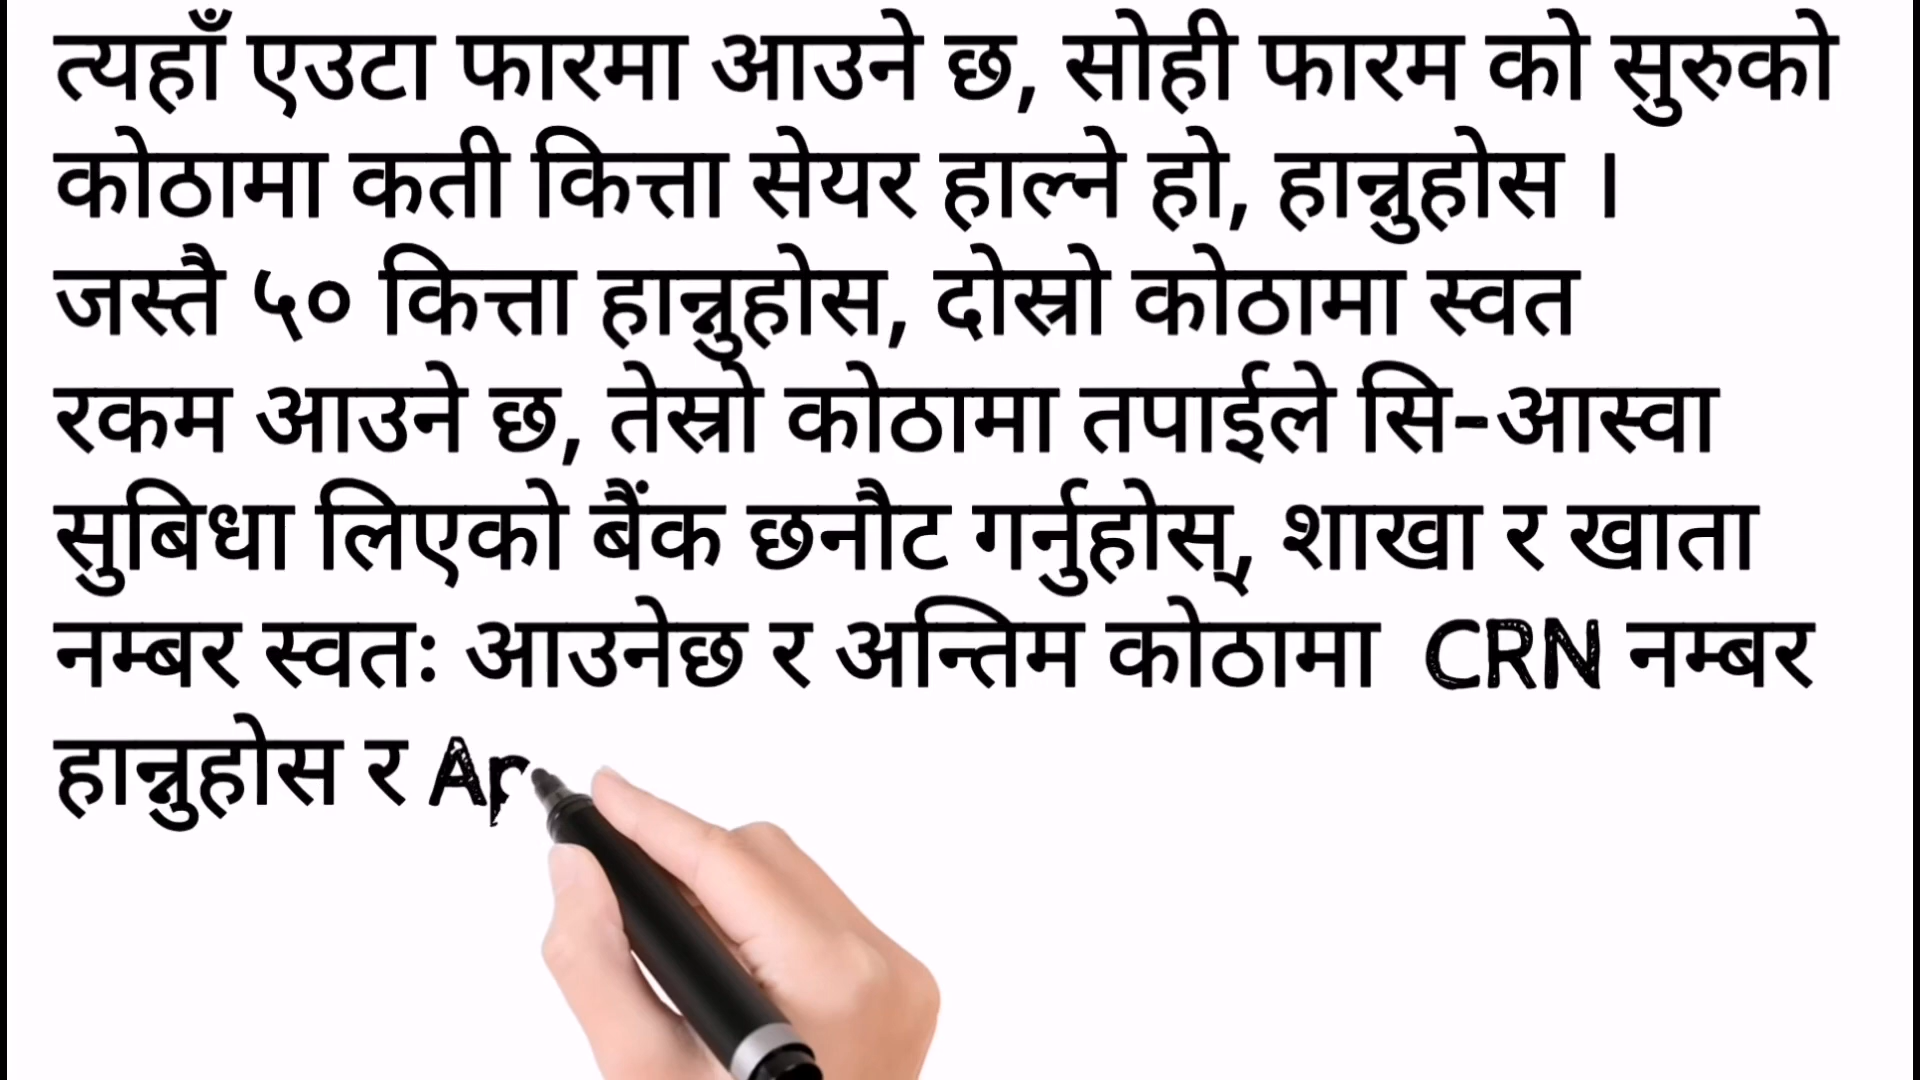 त्यहाँ एउटा फारमा आउने छ, सोही फारम को सुरुको
कोठामा कती कित्ता सेयर हाल्ने हो, हान्नुहोस ।
जस्तै ५० कित्ता हान्नुहोस, दोस्रो कोठामा स्वत
रकम आउने छ, तेस्रो कोठामा तपाईले सि-आस्वा
सुबिधा लिएको बैंक छनौट गर्नुहोस्, शाखा र खाता
नम्बर स्वतः आउनेछ र अन्तिम कोठामा CRN नम्बर
हान्नुहोस र Ap